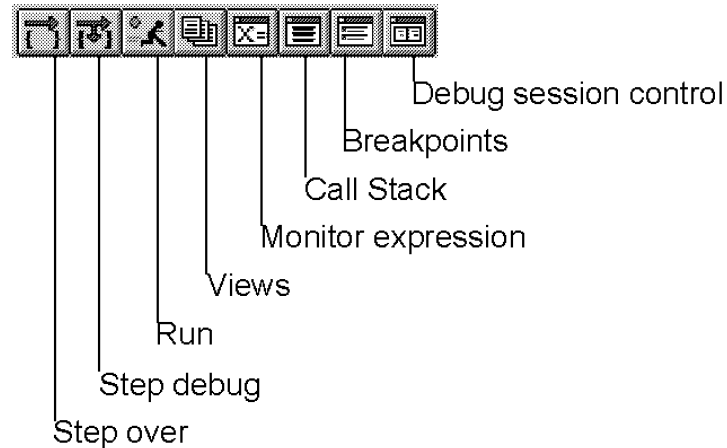 X=
Debug session control
Breakpoints
Call Stack
Monitor expression
Views
Run
Step debug
Step over